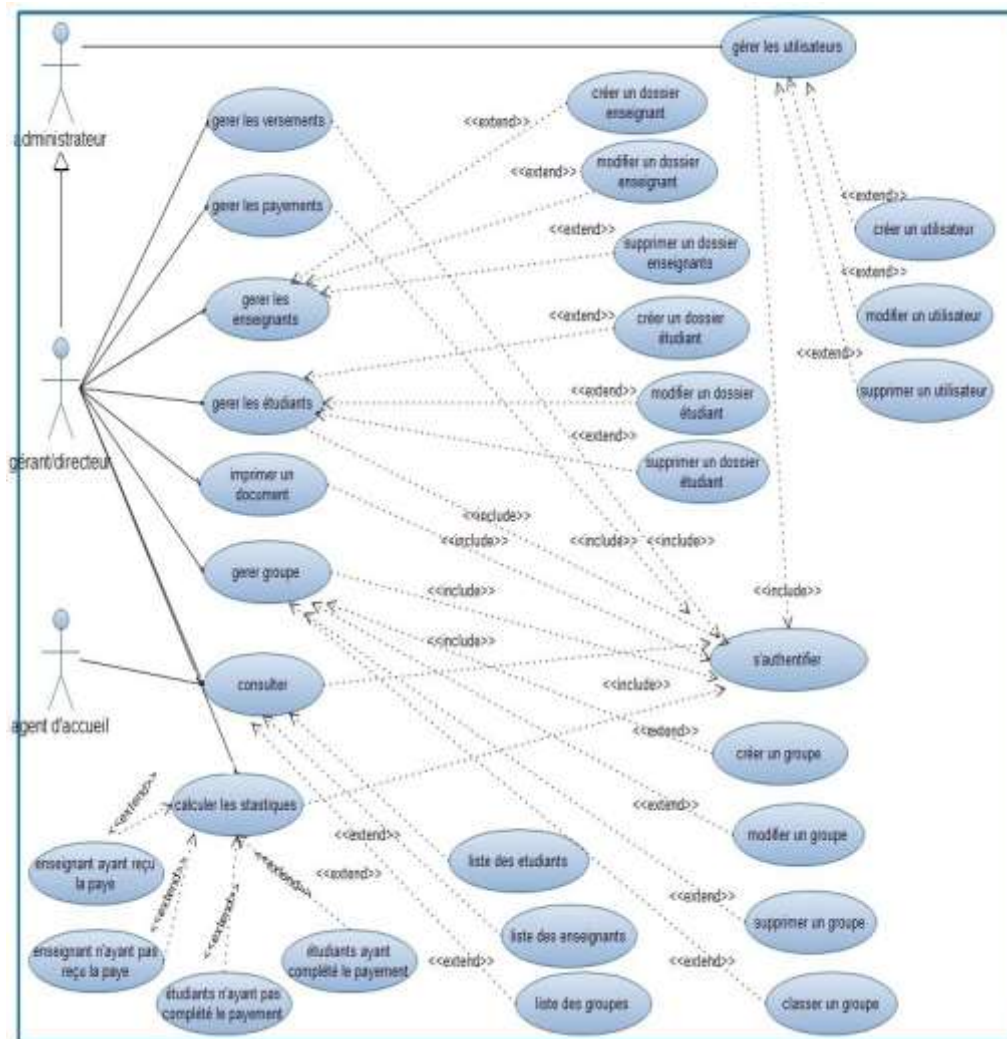 gérer les utilisateurs
administrateur
gerer les versements
créer un dossier
enseignant
<<extend>>
modifier un dossier
enseignant
<<extend>>
gerer les payements
<<extend>>
créer un utilisateur
supprimer un dossier
enseignants
<<extend>>
gerer les
enseignants
<<extend>>
modifier un utilisateur
créer un dossier
étudiant
<<extend>>
<<extend>>
supprimer un utilisateur
gérant/directeur
gerer les étudiants
<<extend>>
modifier un dossier
étudiant
<<extend>>
supprimer un dossier
étudiant
imprimer un
document
<<include>>
<<include>>
<<include>>
<<include>>
gerer groupe
<<include>>
<<include>>
<<include>>
s'authentifier
agent d'accueil
consulter
<<include>>
<<extend>>
créer un groupe
calculer les stastiques
<<extend>>
<<extend>>
modifier un groupe
<<extend>>
<<extend>>
enseignant ayant reçu
la paye
liste des etudiants
<<extend>>
<<extend>>
<<extend>>
<<extend>>
<<extend>>
supprimer un groupe
enseignant n'ayant pas
reçu la paye
étudiants ayant
complété le payement
liste des enseignants
<<extend>>
<<extend>>
étudiants n'ayant pas
complété le payement
liste des groupes
classer un groupe